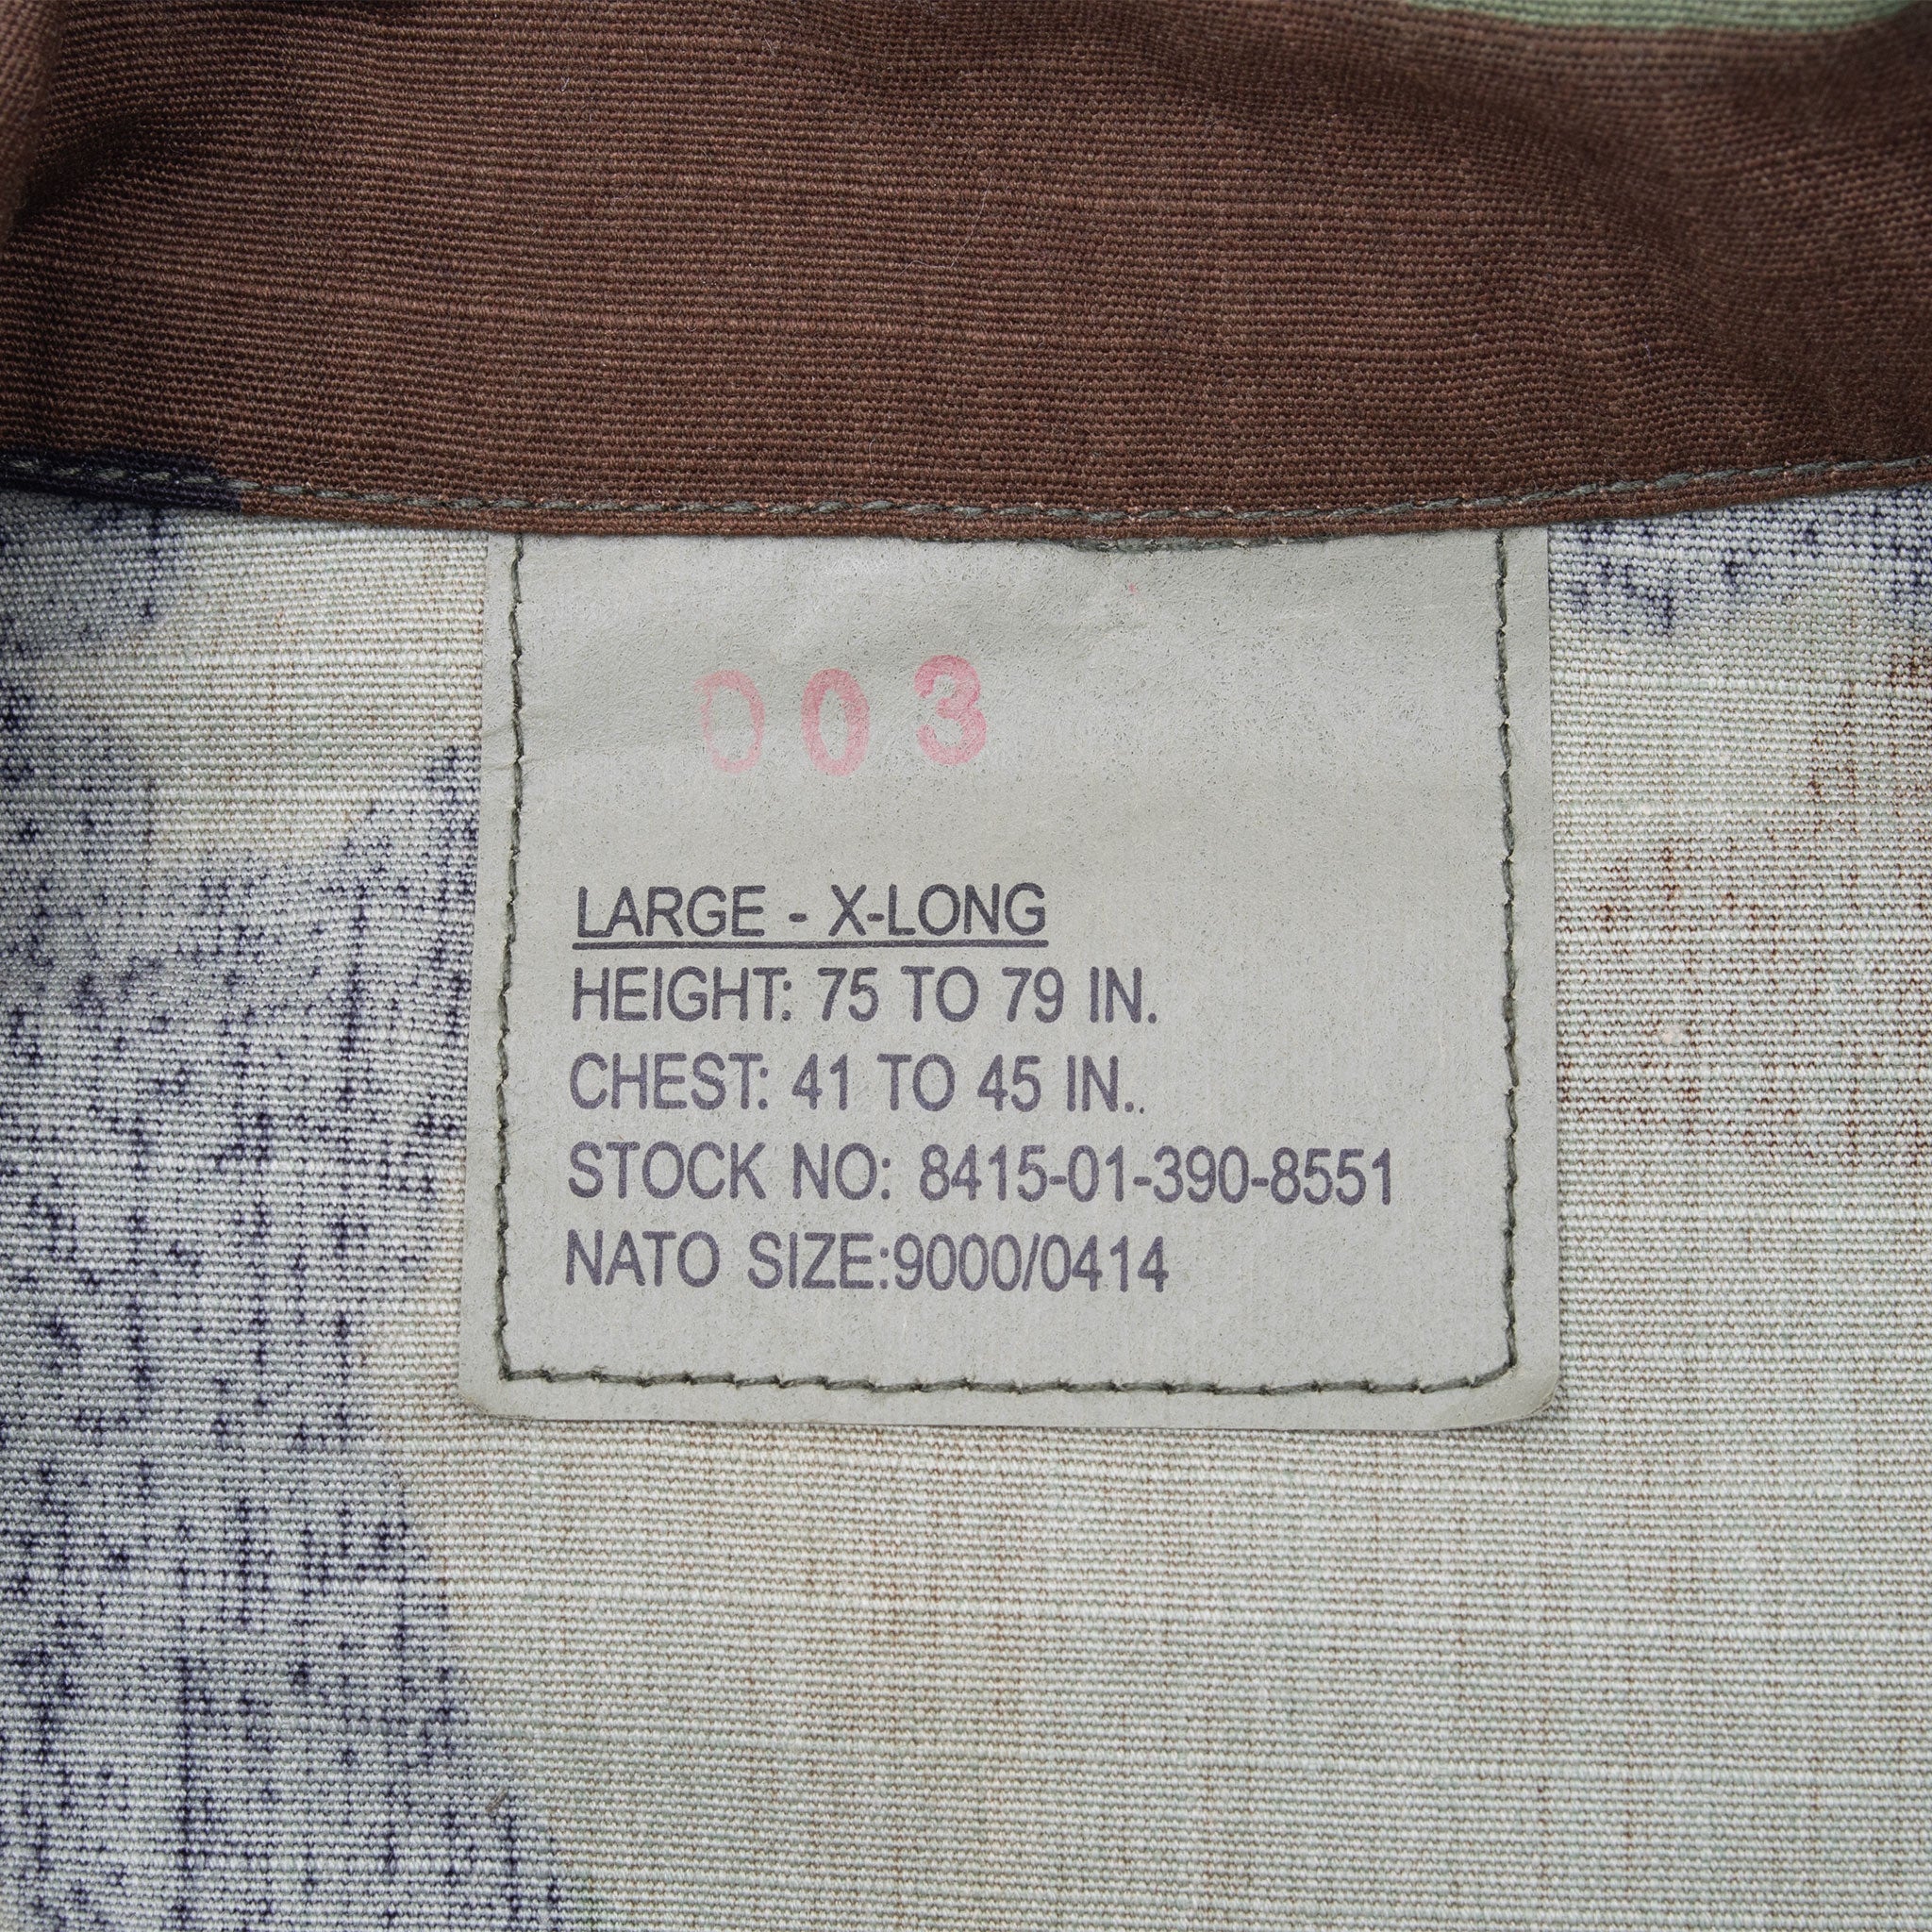 003
LARGE - X-LONG
HEIGHT: 75 TO 79 IN.
CHEST: 41 TO 45 IN..
STOCK NO: 8415-01-390-8551
NATO SIZE:9000/0414